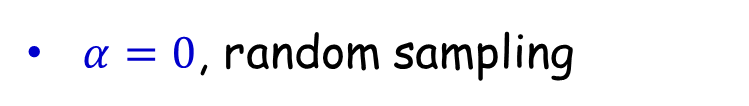 • α = 0, random sampling